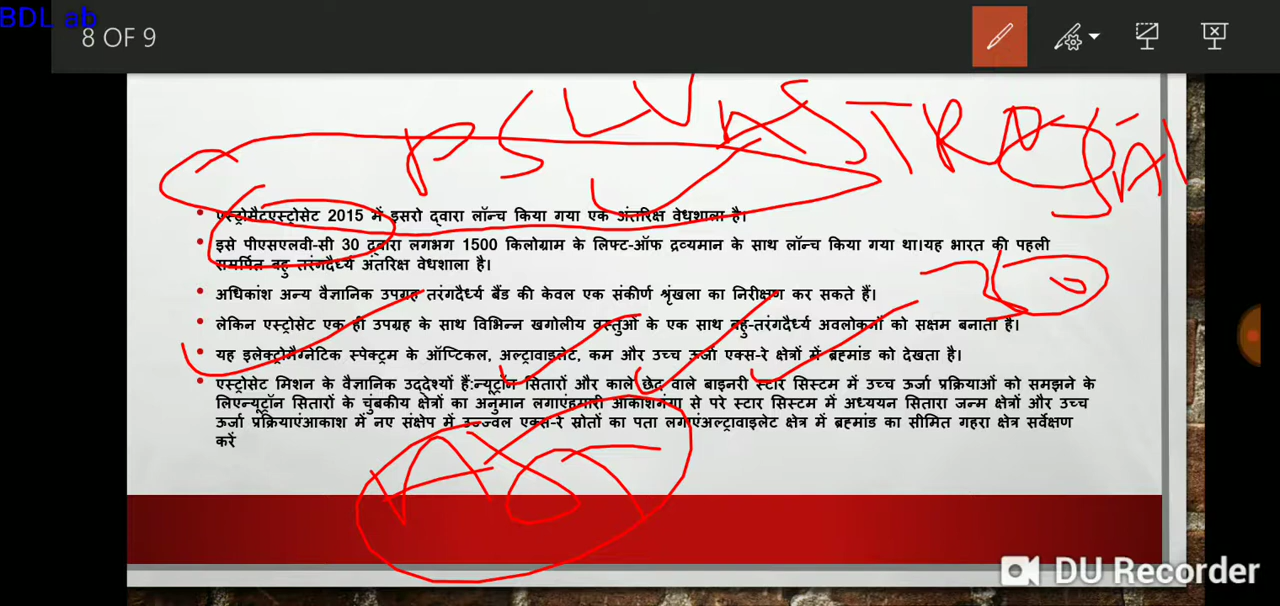 BDL ab
8 OF 9
PSLV ASTRO
• एस्ट्रोसैटएस्ट्रोसेट 2015 में इसरो द्वारा लॉन्च किया गया एक अंतरिक्ष वेधशाला है।
• इसे पीएसएलवी-सी 30 द्वारा लगभग 1500 किलोग्राम के लिफ्ट-ऑफ द्रव्यमान के साथ लॉन्च किया गया था।यह भारत की पहली
समर्पित बहु तरंगदैर्ध्य अंतरिक्ष वेधशाला है।
• अधिकांश अन्य वैज्ञानिक उपग्रह तरंगदैर्ध्य बैंड की केवल एक संकीर्ण श्रृंखला का निरीक्षण कर सकते हैं।
• लेकिन एस्ट्रोसेट एक ही उपग्रह के साथ विभिन्न खगोलीय वस्तुओं के एक साथ बहु-तरंगदैर्ध्य अवलोकनों को सक्षम बनाता है।
• यह इलेक्ट्रोमैग्नेटिक स्पेक्ट्रम के ऑप्टिकल, अल्ट्रावाइलेट, कम और उच्च ऊर्जा एक्स-रे क्षेत्रों में ब्रह्मांड को देखता है।
• एस्ट्रोसेट मिशन के वैज्ञानिक उद्देश्यों हैं:न्यूट्रॉन सितारों और काले छेद वाले बाइनरी स्टार सिस्टम में उच्च ऊर्जा प्रक्रियाओं को समझने के
लिएन्यूट्रॉन सितारों के चुंबकीय क्षेत्रों का अनुमान लगाएंहमारी आकाशगंगा से परे स्टार सिस्टम में अध्ययन सितारा जन्म क्षेत्रों और उच्च
ऊर्जा प्रक्रियाएंआकाश में नए संक्षेप में उज्ज्वल एक्स-रे स्रोतों का पता लगाएंअल्ट्रावाइलेट क्षेत्र में ब्रह्मांड का सीमित गहरा क्षेत्र सर्वेक्षण
करें
DU Recorder